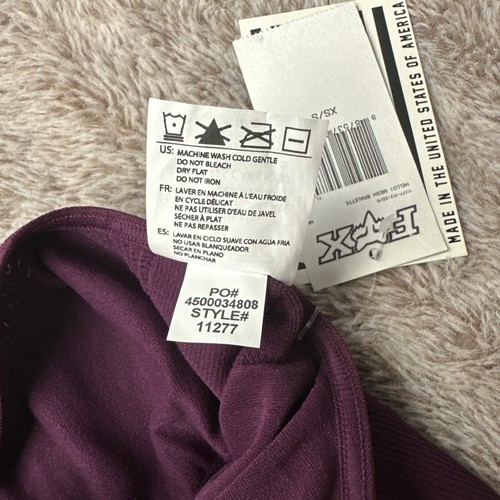 US: MACHINE WASH COLD GENTLE
DO NOT BLEACH
DRY FLAT
DO NOT IRON
FR: LAVER EN MACHINE À L'EAU FROIDE
EN CYCLE DÉLICAT
NE PAS UTILISER D'EAU DE JAVEL
SÉCHER À PLAT
NE PAS REPASSER
ES: LAVAR EN CICLO SUAVE CON AGUA FRIA
NO USAR BLANQUEADOR
SECAR EN PLANO
NO PLANCHAR
PO#
4500034808
STYLE#
11277
XS/S
MADE IN THE UNITED STATES OF AMERICA